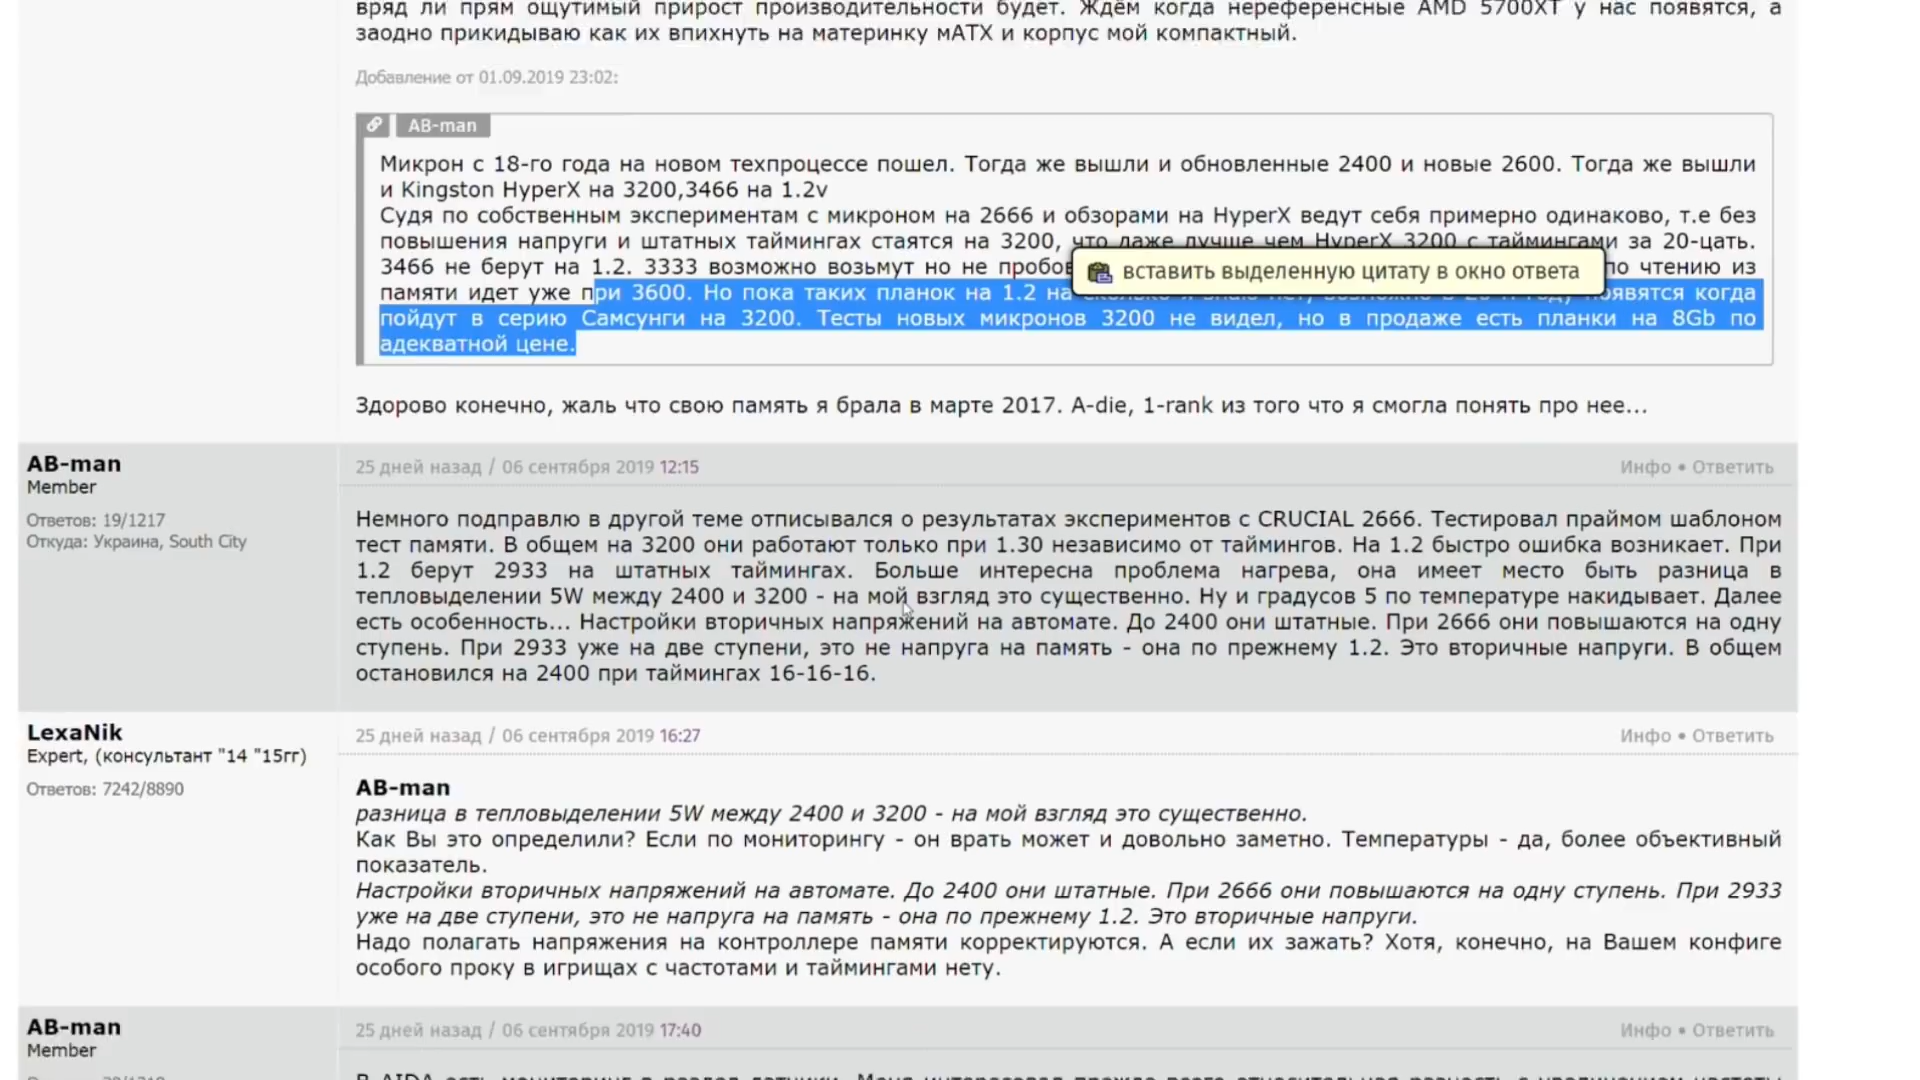 вряд ли прям ощутимый прирост производительности будет. Ждём когда нереференсные AMD 5700XT у нас появятся, а
заодно прикидываю как их впихнуть на материнку мАТХ и корпус мой компактный.
Добавление от 01.09.2019 23:02:
AB-man
Микрон с 18-го года на новом техпроцессе пошел. Тогда же вышли и обновленные 2400 и новые 2600. Тогда же вышли
и Kingston HyperX на 3200,3466 на 1.2v
Судя по собственным экспериментам с микроном на 2666 и обзорами на HyperX ведут себя примерно одинаково, т.е без
повышения напруги и штатных таймингах стаятся на 3200, что даже лучше чем HyperX 3200 с таймингами за 20-цать.
3466 не берут на 1.2. 3333 возможно возьмут но не пробов по чтению из
вставить выделенную цитату в окно ответа
памяти идет уже при 3600. Но пока таких планок на 1.2 на сколько я знаю нету, возможно в году появятся когда
пойдут в серию Самсунги на 3200. Тесты новых микронов 3200 не видел, но в продаже есть планки на 8Gb по
адекватной цене.
Здорово конечно, жаль что свою память я брала в марте 2017. A-die, 1-rank из того что я смогла понять про нее...
AB-man
25 дней назад / 06 сентября 2019 12:15
Инфо • Ответить
Member
Ответов: 19/1217
Откуда: Украина, South City
Немного подправлю в другой теме отписывался о результатах экспериментов с CRUCIAL 2666. Тестировал праймом шаблоном
тест памяти. В общем на 3200 они работают только при 1.30 независимо от таймингов. На 1.2 быстро ошибка возникает. При
1.2 берут 2933 на штатных таймингах. Больше интересна проблема нагрева, она имеет место быть разница в
тепловыделении 5W между 2400 и 3200 - на мой взгляд это существенно. Ну и градусов 5 по температуре накидывает. Далее
есть особенность... Настройки вторичных напряжений на автомате. До 2400 они штатные. При 2666 они повышаются на одну
ступень. При 2933 уже на две ступени, это не напруга на память - она по прежнему 1.2. Это вторичные напруги. В общем
остановился на 2400 при таймингах 16-16-16.
LexaNik
25 дней назад / 06 сентября 2019 16:27
Инфо • Ответить
Expert, (консультант "14 "15гг)
Ответов: 7242/8890
AB-man
разница в тепловыделении 5W между 2400 и 3200 - на мой взгляд это существенно.
Как Вы это определили? Если по мониторингу - он врать может и довольно заметно. Температуры - да, более объективный
показатель.
Настройки вторичных напряжений на автомате. До 2400 они штатные. При 2666 они повышаются на одну ступень. При 2933
уже на две ступени, это не напруга на память - она по прежнему 1.2. Это вторичные напруги.
Надо полагать напряжения на контроллере памяти корректируются. А если их зажать? Хотя, конечно, на Вашем конфиге
особого проку в игрищах с частотами и таймингами нету.
AB-man
25 дней назад / 06 сентября 2019 17:40
Инфо • Ответить
Member